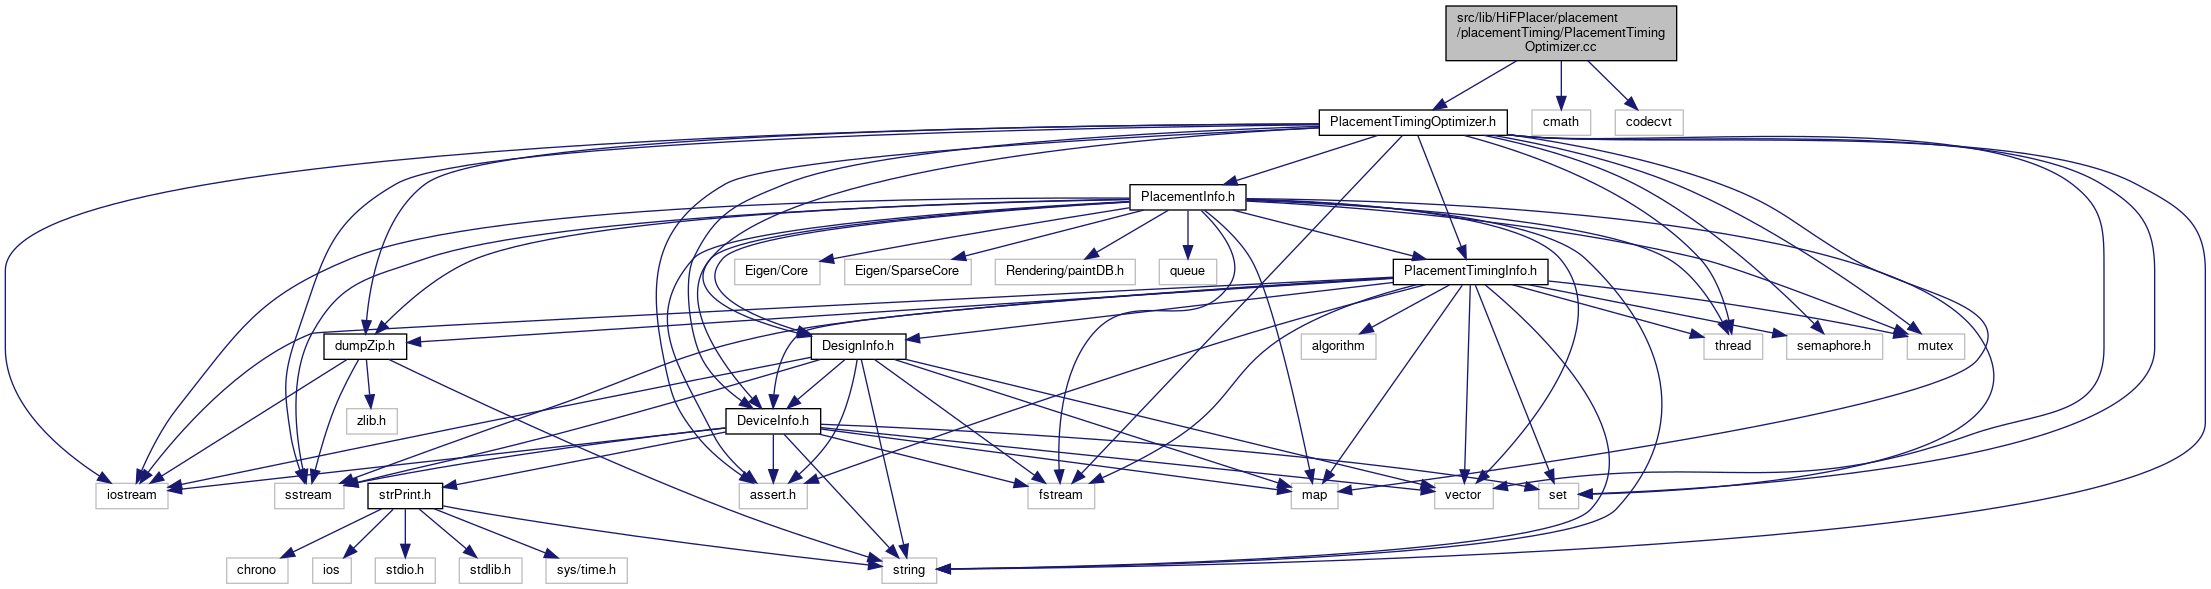 src/lib/HiFPlacer/placement
/placementTiming/PlacementTiming
Optimizer.cc
PlacementTimingOptimizer.h
cmath
codecvt
PlacementInfo.h
Eigen/Core
Eigen/SparseCore
Rendering/paintDB.h
queue
PlacementTimingInfo.h
dumpZip.h
DesignInfo.h
algorithm
thread
semaphore.h
mutex
zlib.h
DeviceInfo.h
iostream
sstream
strPrint.h
assert.h
fstream
map
vector
set
chrono
ios
stdio.h
stdlib.h
sys/time.h
string